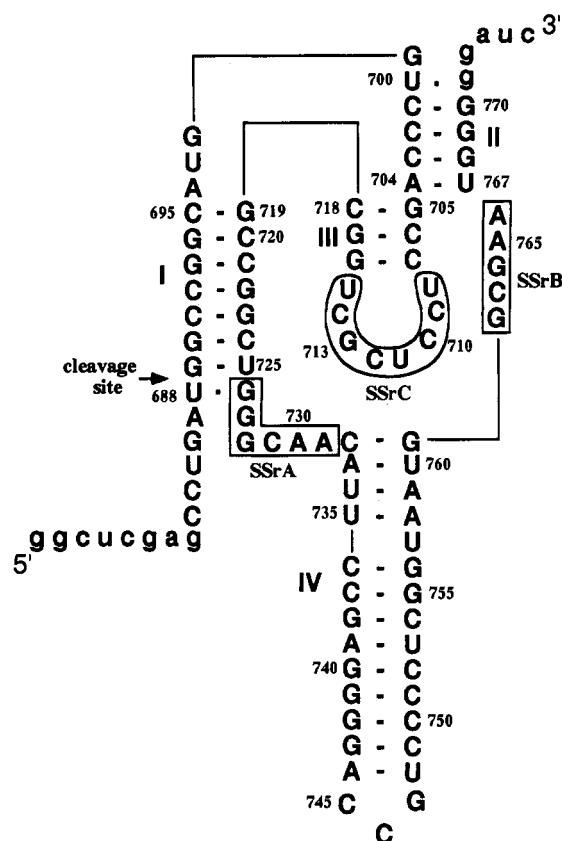 a u c 3'
G g
700 U · g
C - G 770
G C - G II
U C - G
A 704 A - U 767
695 C - G 719 718 C - G 705 A
G - C 720 III G - C A 765
I G - C G - C G SSrB
C - G U U C
C - G C C G
G - C 713 G C U C 710
cleavage G - U 725
site 688 U · G SSrC
A G 730
G G C A A C - G
U SSrA A - U 760
C U - A
C 735 U - A
5' g g c u c g a g
C - U
IV C - G
G - G 755
A - C
740 G - U
G - C
G - C
G - C 750
A - C
745 C U
C G